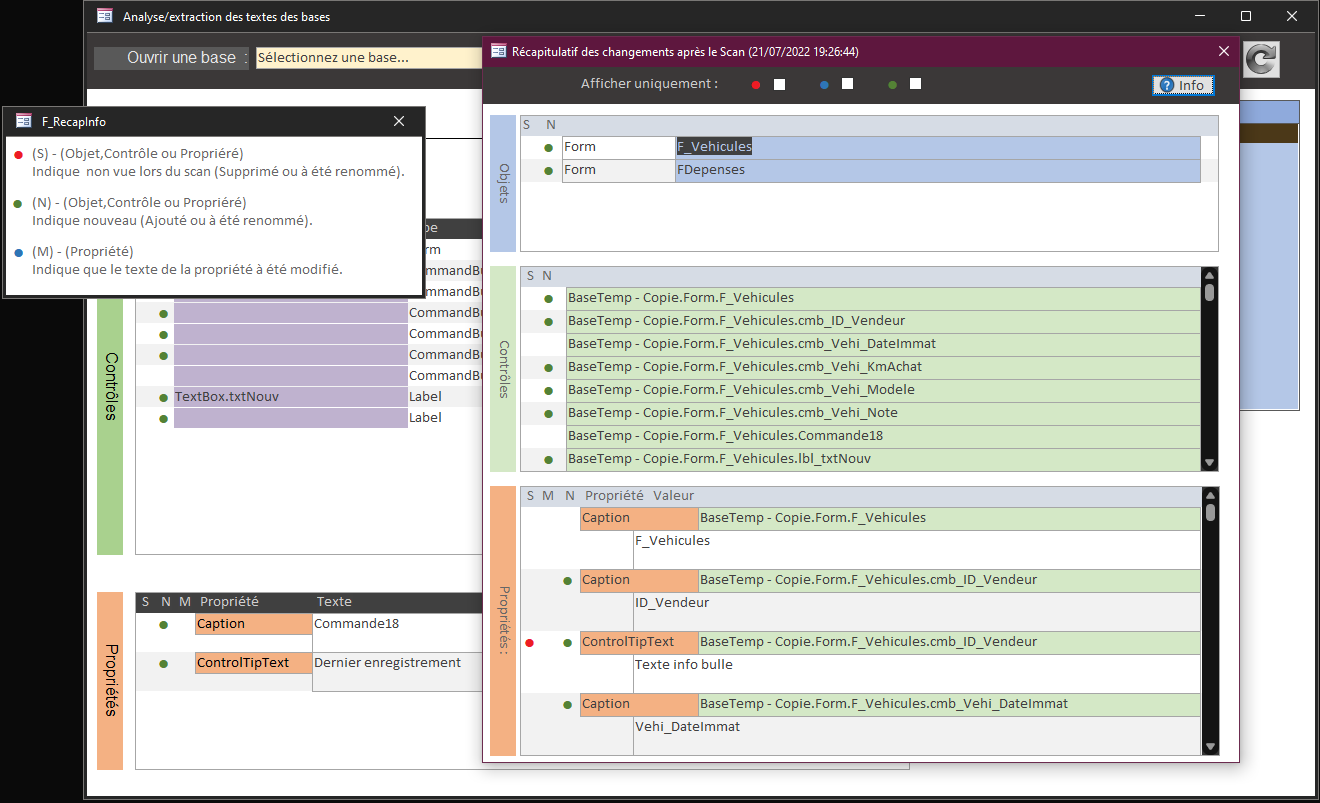 Analyse/extraction des textes des bases
Ouvrir une base :
Sélectionnez une base...
F_RecapInfo
(S) - (Objet,Contrôle ou Propriéré)
Indique non vue lors du scan (Supprimé ou à été renommé).
(N) - (Objet,Contrôle ou Propriéré)
Indique nouveau (Ajouté ou à été renommé).
(M) - (Propriété)
Indique que le texte de la propriété à été modifié.
Contrôles
CommandBu
CommandBu
CommandBu
CommandBu
TextBox.txtNouv Label
Label
Propriétés
S N M Propriété Texte
Caption Commande18
ControlTipText Dernier enregistrement
Récapitulatif des changements après le Scan (21/07/2022 19:26:44)
Afficher uniquement :
? Info
Objets
S N
Form F_Vehicules
Form FDepenses
Contrôles
S N
BaseTemp - Copie.Form.F_Vehicules
BaseTemp - Copie.Form.F_Vehicules.cmb_ID_Vendeur
BaseTemp - Copie.Form.F_Vehicules.cmb_Vehi_DateImmat
BaseTemp - Copie.Form.F_Vehicules.cmb_Vehi_KmAchat
BaseTemp - Copie.Form.F_Vehicules.cmb_Vehi_Modele
BaseTemp - Copie.Form.F_Vehicules.cmb_Vehi_Note
BaseTemp - Copie.Form.F_Vehicules.Commande18
BaseTemp - Copie.Form.F_Vehicules.lbl_txtNouv
Propriétés:
S M N Propriété Valeur
Caption BaseTemp - Copie.Form.F_Vehicules
F_Vehicules
Caption BaseTemp - Copie.Form.F_Vehicules.cmb_ID_Vendeur
ID_Vendeur
ControlTipText BaseTemp - Copie.Form.F_Vehicules.cmb_ID_Vendeur
Texte info bulle
Caption BaseTemp - Copie.Form.F_Vehicules.cmb_Vehi_DateImmat
Vehi_DateImmat